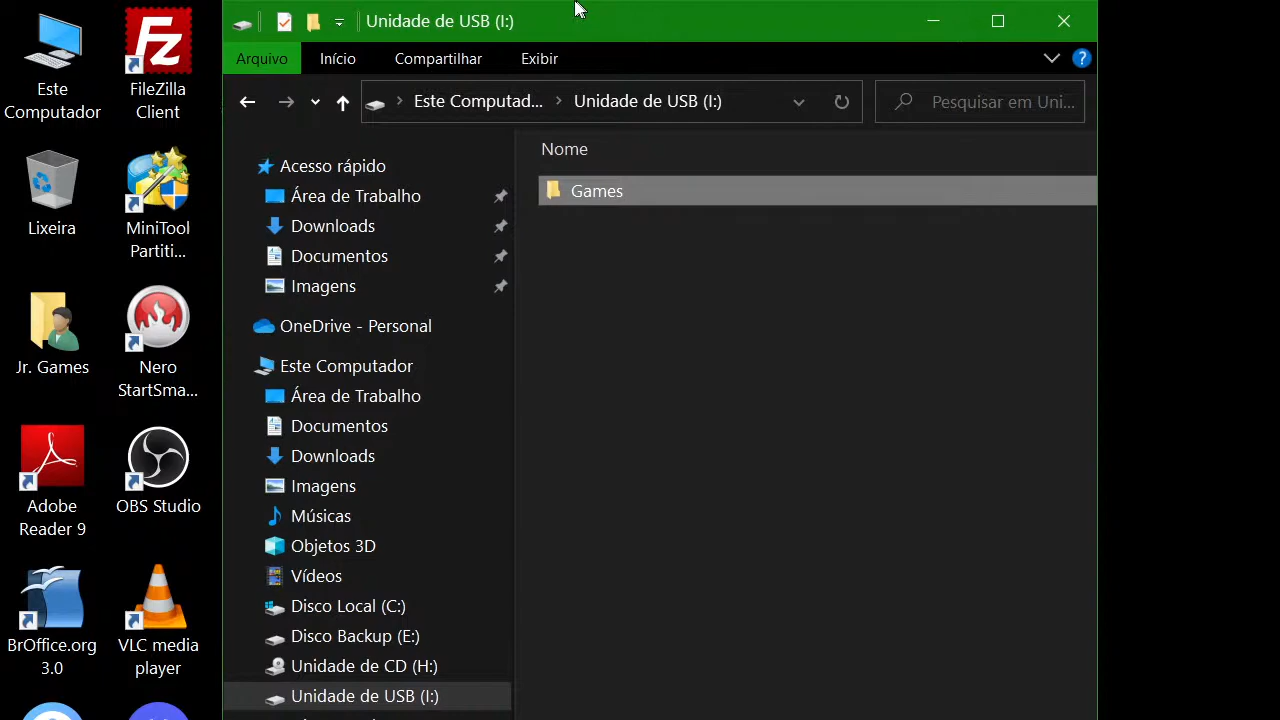 Este
Computador
FileZilla
Client
Lixeira
MiniTool
Partiti...
Jr. Games
Nero
StartSma...
Adobe
Reader 9
OBS Studio
BrOffice.org
3.0
VLC media
player
Unidade de USB (I:)
Arquivo
Início
Compartilhar
Exibir
Este Computad...
Unidade de USB (I:)
Pesquisar em Uni...
Acesso rápido
Área de Trabalho
Downloads
Documentos
Imagens
OneDrive - Personal
Este Computador
Área de Trabalho
Documentos
Downloads
Imagens
Músicas
Objetos 3D
Vídeos
Disco Local (C:)
Disco Backup (E:)
Unidade de CD (H:)
Unidade de USB (I:)
Nome
Games